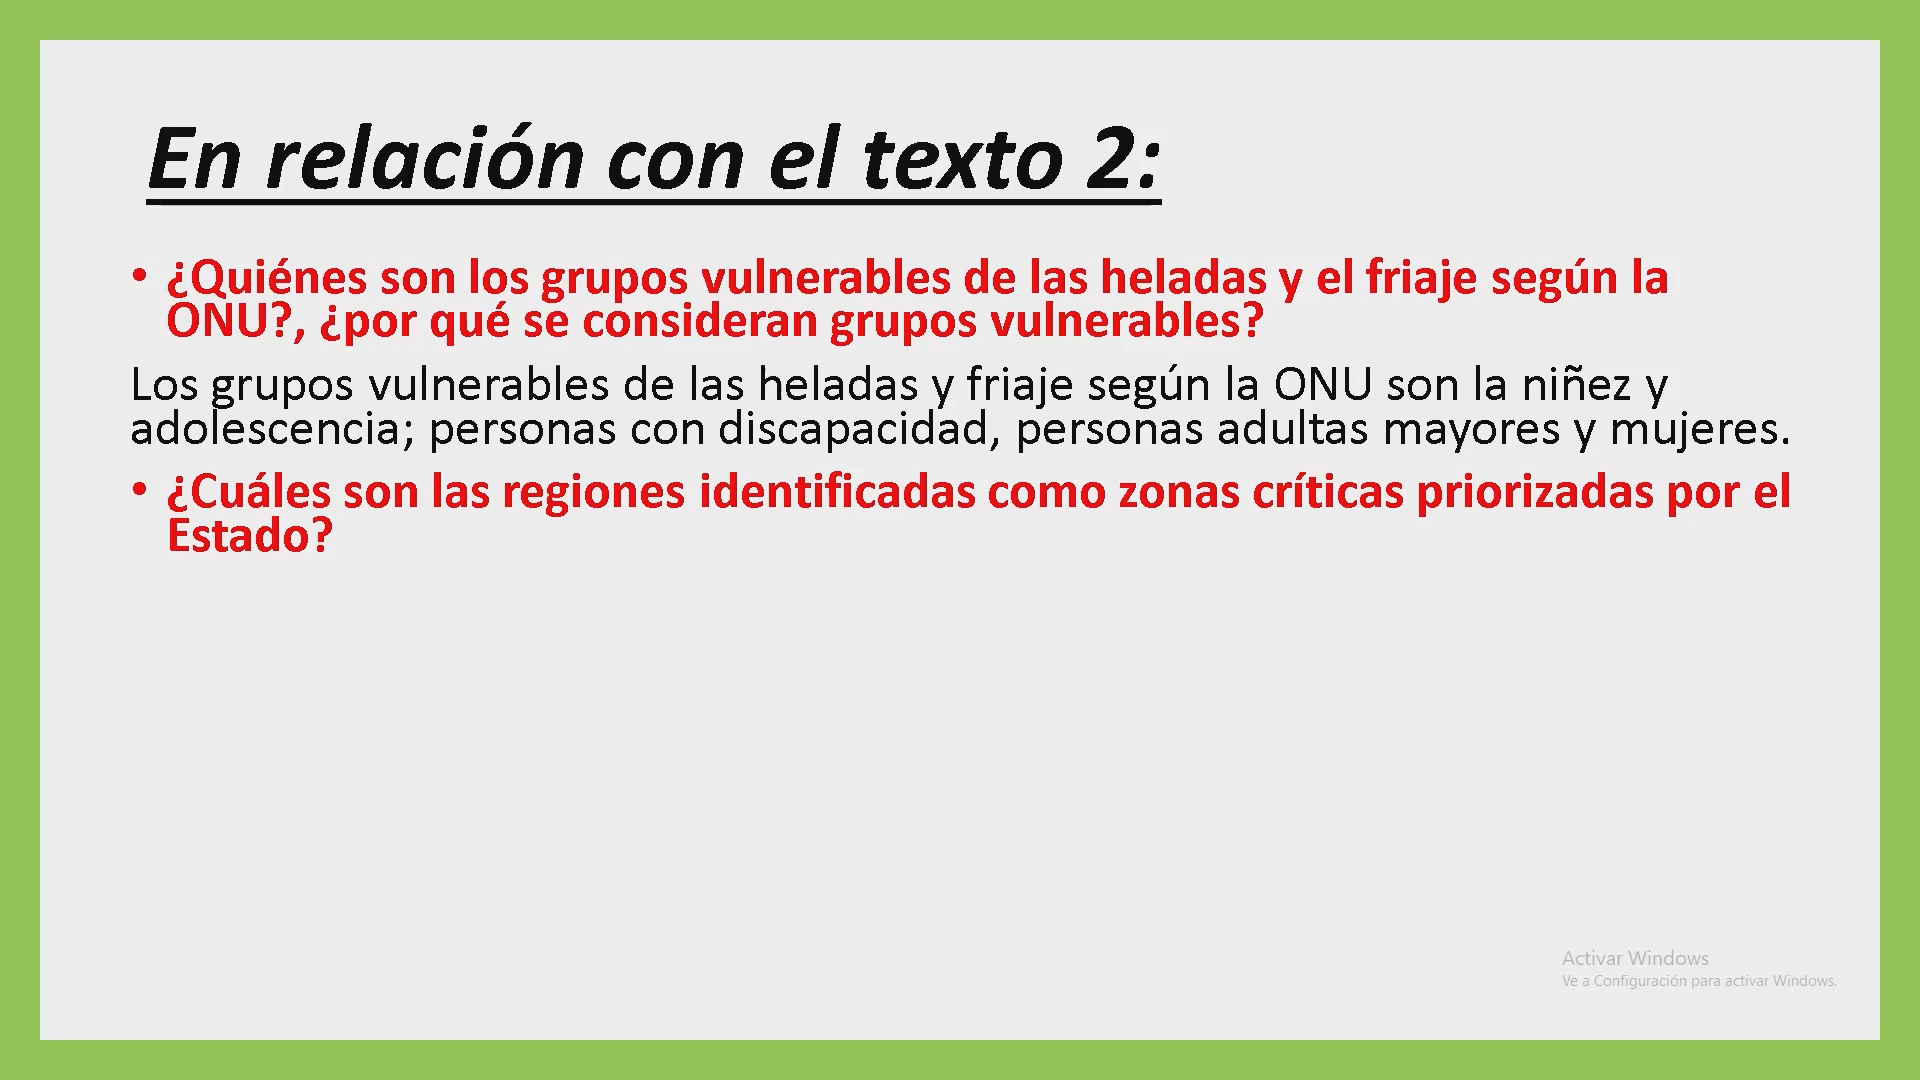 En relación con el texto 2:
• ¿Quiénes son los grupos vulnerables de las heladas y el friaje según la
ONU?, ¿por qué se consideran grupos vulnerables?
Los grupos vulnerables de las heladas y friaje según la ONU son la niñez y
adolescencia; personas con discapacidad, personas adultas mayores y mujeres.
• ¿Cuáles son las regiones identificadas como zonas críticas priorizadas por el
Estado?
Activar Windows
Ve a Configuración para activar Windows.